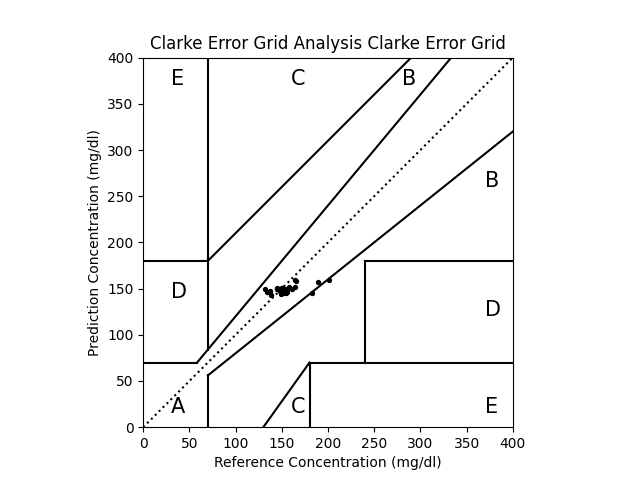 Clarke Error Grid Analysis Clarke Error Grid
400
350
300
250
200
150
100
50
0
Prediction Concentration (mg/dl)
E
C
B
B
D
D
A
C
E
0 50 100 150 200 250 300 350 400
Reference Concentration (mg/dl)